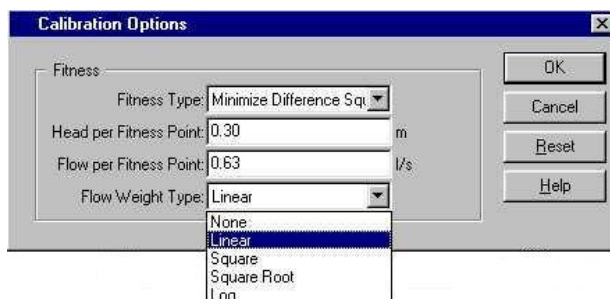 Calibration Options
Fitness
Fitness Type: Minimize Difference Squ
Head per Fitness Point: 0.30 m
Flow per Fitness Point: 0.63 l/s
Flow Weight Type: Linear
None
Linear
Square
Square Root
Log
OK
Cancel
Reset
Help